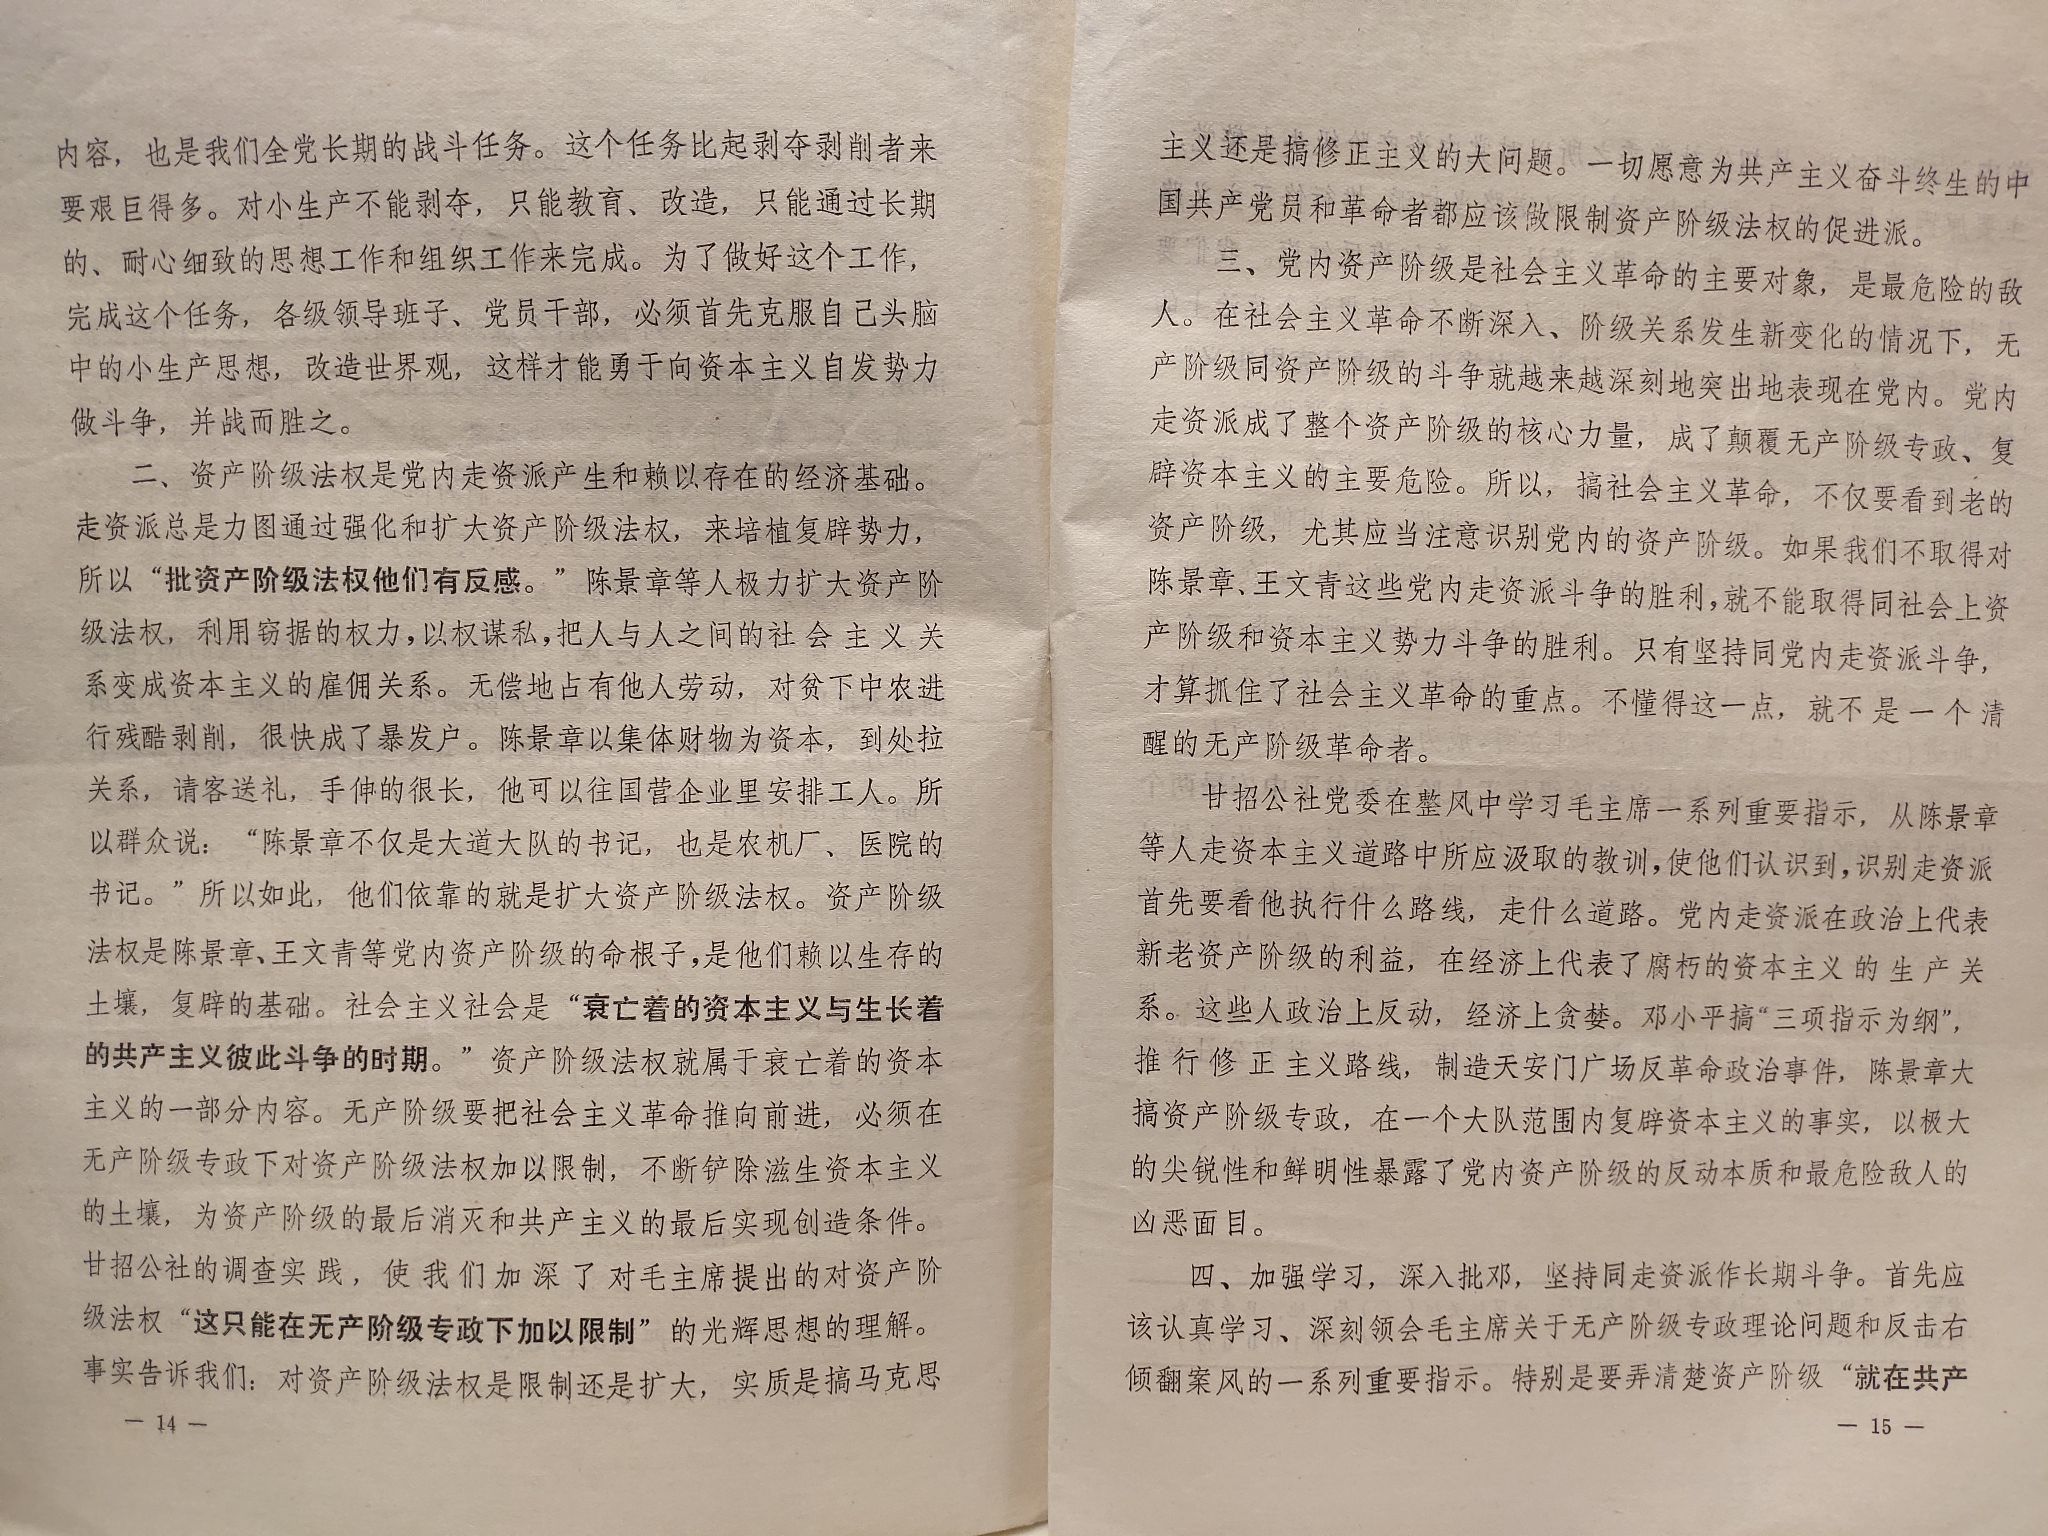 内容，也是我们全党长期的战斗任务。这个任务比起剥夺剥削者来
要艰巨得多。对小生产不能剥夺，只能教育、改造，只能通过长期
的、耐心细致的思想工作和组织工作来完成。为了做好这个工作，
完成这个任务，各级领导班子、党员干部，必须首先克服自己头脑
中的小生产思想，改造世界观，这样才能勇于向资本主义自发势力
做斗争，并战而胜之。
二、资产阶级法权是党内走资派产生和赖以存在的经济基础。
走资派总是力图通过强化和扩大资产阶级法权，来培植复辟势力，
所以“批资产阶级法权他们有反感。”陈景章等人极力扩大资产阶
级法权，利用窃据的权力，以权谋私，把人与人之间的社会主义关
系变成资本主义的雇佣关系。无偿地占有他人劳动，对贫下中农进
行残酷剥削，很快成了暴发户。陈景章以集体财物为资本，到处拉
关系，请客送礼，手伸的很长，他可以往国营企业里安排工人。所
以群众说：“陈景章不仅是大道大队的书记，也是农机厂、医院的
书记。”所以如此，他们依靠的就是扩大资产阶级法权。资产阶级
法权是陈景章、王文青等党内资产阶级的命根子，是他们赖以生存的
土壤，复辟的基础。社会主义社会是“衰亡着的资本主义与生长着
的共产主义彼此斗争的时期。”资产阶级法权就属于衰亡着的资本
主义的一部分内容。无产阶级要把社会主义革命推向前进，必须在
无产阶级专政下对资产阶级法权加以限制，不断铲除滋生资本主义
的土壤，为资产阶级的最后消灭和共产主义的最后实现创造条件。
甘招公社的调查实践，使我们加深了对毛主席提出的对资产阶
级法权“这只能在无产阶级专政下加以限制”的光辉思想的理解。
事实告诉我们：对资产阶级法权是限制还是扩大，实质是搞马克思
— 14 —
主义还是搞修正主义的大问题。一切愿意为共产主义奋斗终生的中
国共产党员和革命者都应该做限制资产阶级法权的促进派。
三、党内资产阶级是社会主义革命的主要对象，是最危险的敌
人。在社会主义革命不断深入、阶级关系发生新变化的情况下，无
产阶级同资产阶级的斗争就越来越深刻地突出地表现在党内。党内
走资派成了整个资产阶级的核心力量，成了颠覆无产阶级专政、复
辟资本主义的主要危险。所以，搞社会主义革命，不仅要看到老的
资产阶级，尤其应当注意识别党内的资产阶级。如果我们不取得对
陈景章、王文青这些党内走资派斗争的胜利，就不能取得同社会上资
产阶级和资本主义势力斗争的胜利。只有坚持同党内走资派斗争，
才算抓住了社会主义革命的重点。不懂得这一点，就不是一个清
醒的无产阶级革命者。
甘招公社党委在整风中学习毛主席一系列重要指示，从陈景章
等人走资本主义道路中所应汲取的教训，使他们认识到，识别走资派
首先要看他执行什么路线，走什么道路。党内走资派在政治上代表
新老资产阶级的利益，在经济上代表了腐朽的资本主义的生产关
系。这些人政治上反动，经济上贪婪。邓小平搞“三项指示为纲”，
推行修正主义路线，制造天安门广场反革命政治事件，陈景章大
搞资产阶级专政，在一个大队范围内复辟资本主义的事实，以极大
的尖锐性和鲜明性暴露了党内资产阶级的反动本质和最危险敌人的
凶恶面目。
四、加强学习，深入批邓，坚持同走资派作长期斗争。首先应
该认真学习、深刻领会毛主席关于无产阶级专政理论问题和反击右
倾翻案风的一系列重要指示。特别是要弄清楚资产阶级“就在共产
— 15 —